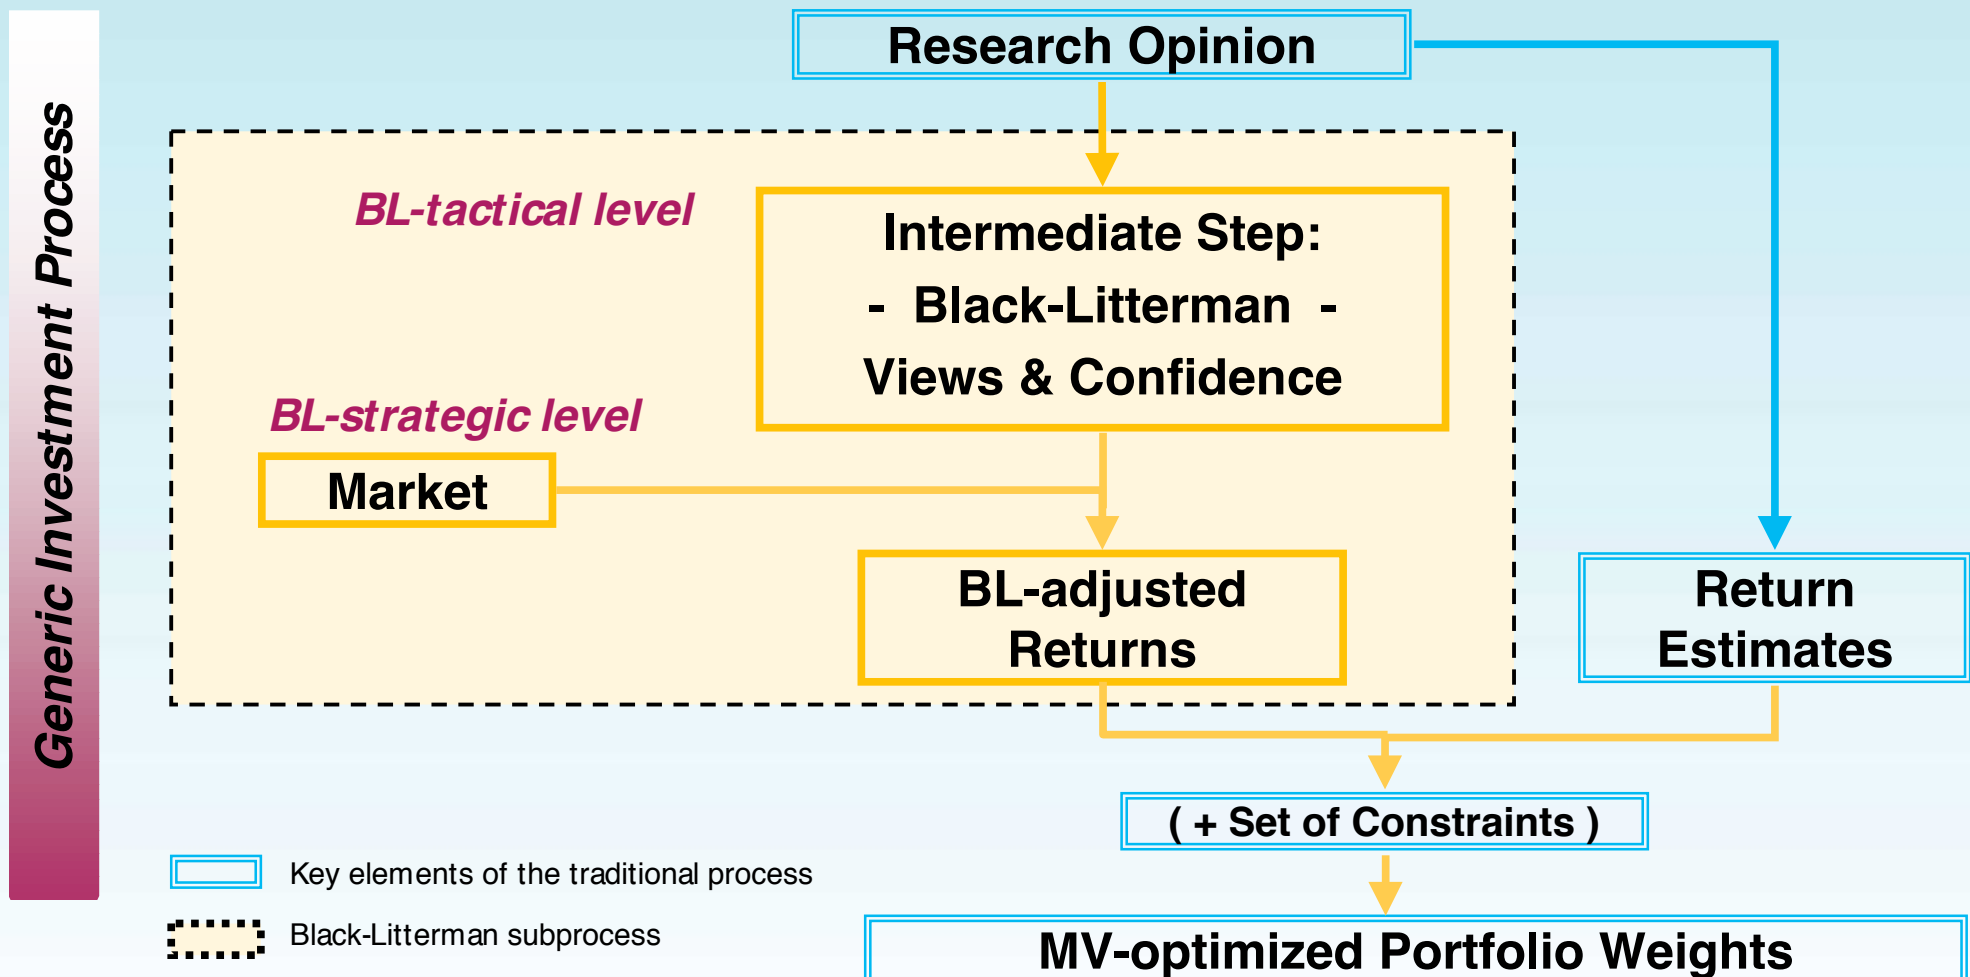 Generic Investment Process
Research Opinion
BL-tactical level
Intermediate Step:
- Black-Litterman -
Views & Confidence
BL-strategic level
Market
BL-adjusted
Returns
Return
Estimates
( + Set of Constraints )
Key elements of the traditional process
Black-Litterman subprocess
MV-optimized Portfolio Weights